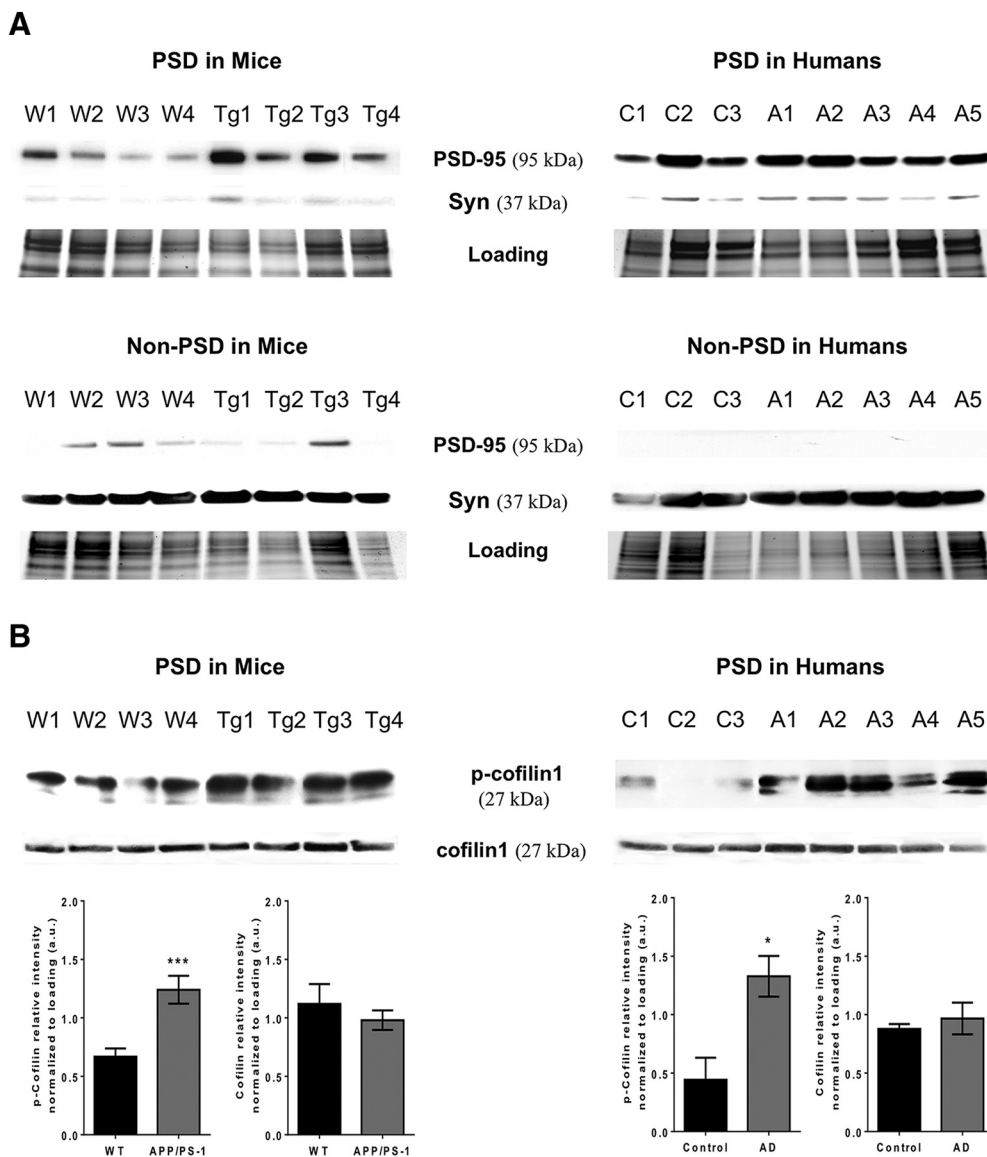 A
PSD in Mice
PSD in Humans
W1 W2 W3 W4 Tg1 Tg2 Tg3 Tg4
C1 C2 C3 A1 A2 A3 A4 A5
PSD-95 (95 kDa)
Syn (37 kDa)
Loading
Non-PSD in Mice
Non-PSD in Humans
W1 W2 W3 W4 Tg1 Tg2 Tg3 Tg4
C1 C2 C3 A1 A2 A3 A4 A5
PSD-95 (95 kDa)
Syn (37 kDa)
Loading
B
PSD in Mice
PSD in Humans
W1 W2 W3 W4 Tg1 Tg2 Tg3 Tg4
C1 C2 C3 A1 A2 A3 A4 A5
p-cofilin1
(27 kDa)
cofilin1 (27 kDa)
p-Cofilin relative intensity
normalized to loading (a.u.)
2.0
1.5
1.0
0.5
0.0
***
WT APP/PS-1
Cofilin relative intensity
normalized to loading (a.u.)
2.0
1.5
1.0
0.5
0.0
WT APP/PS-1
p-Cofilin relative intensity
normalized to loading (a.u.)
2.0
1.5
1.0
0.5
0.0
*
Control AD
Cofilin relative intensity
normalized to loading (a.u.)
2.0
1.5
1.0
0.5
0.0
Control AD